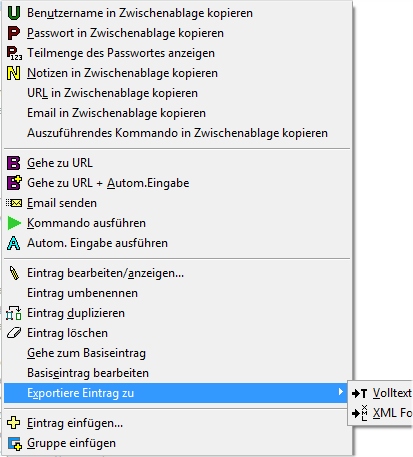 Benutzername in Zwischenablage kopieren
Passwort in Zwischenablage kopieren
Teilmenge des Passwortes anzeigen
Notizen in Zwischenablage kopieren
URL in Zwischenablage kopieren
Email in Zwischenablage kopieren
Auszuführendes Kommando in Zwischenablage kopieren
Gehe zu URL
Gehe zu URL + Autom.Eingabe
Email senden
Kommando ausführen
Autom. Eingabe ausführen
Eintrag bearbeiten/anzeigen...
Eintrag umbenennen
Eintrag duplizieren
Eintrag löschen
Gehe zum Basiseintrag
Basiseintrag bearbeiten
Exportiere Eintrag zu
Volltext
XML Fo
Eintrag einfügen...
Gruppe einfügen